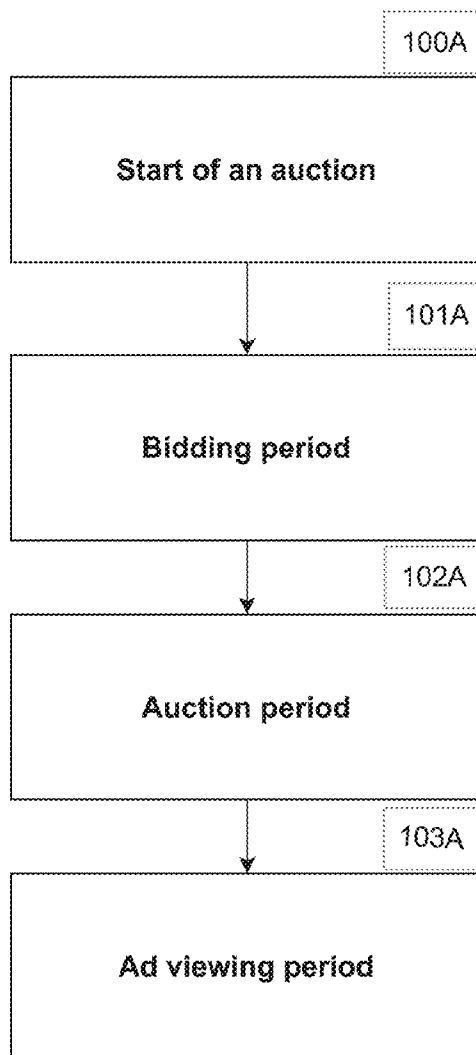 100A
Start of an auction
101A
Bidding period
102A
Auction period
103A
Ad viewing period